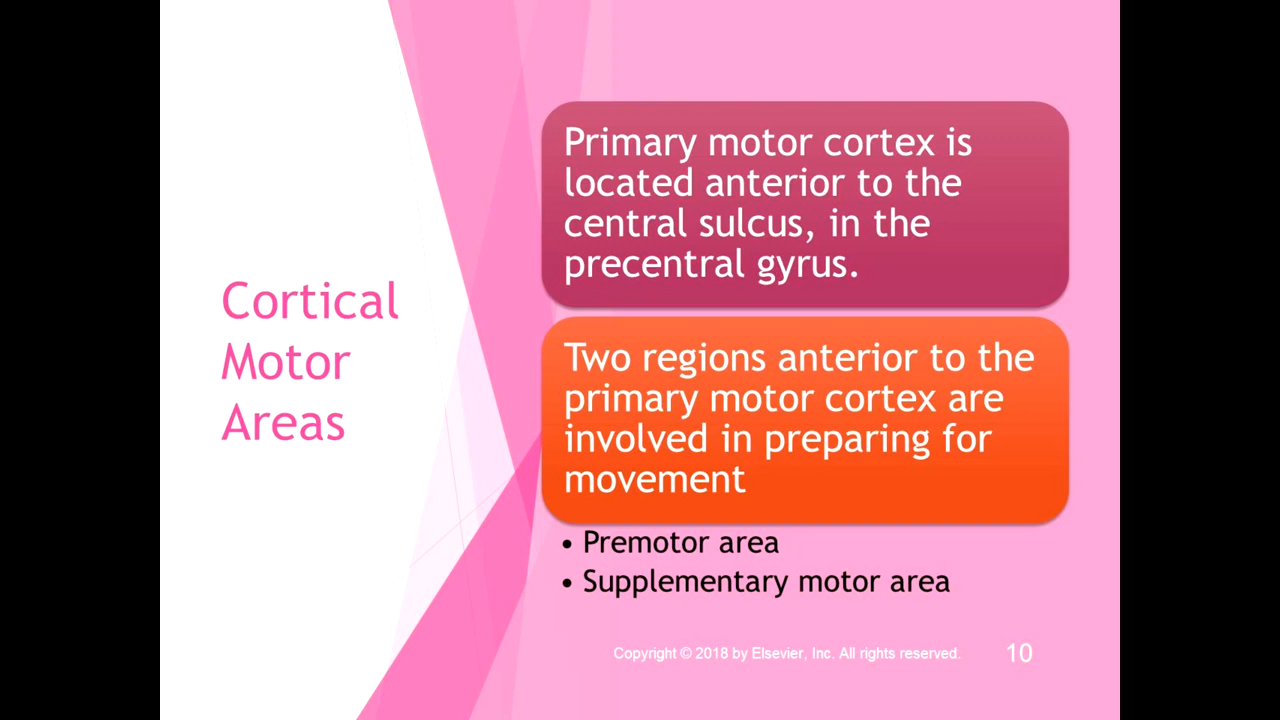 Cortical
Motor
Areas
Primary motor cortex is
located anterior to the
central sulcus, in the
precentral gyrus.
Two regions anterior to the
primary motor cortex are
involved in preparing for
movement
• Premotor area
• Supplementary motor area
Copyright © 2018 by Elsevier, Inc. All rights reserved.
10